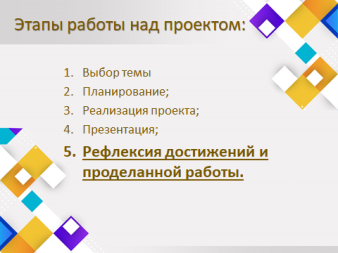 Этапы работы над проектом:
1. Выбор темы
2. Планирование;
3. Реализация проекта;
4. Презентация;
5. Рефлексия достижений и
проделанной работы.